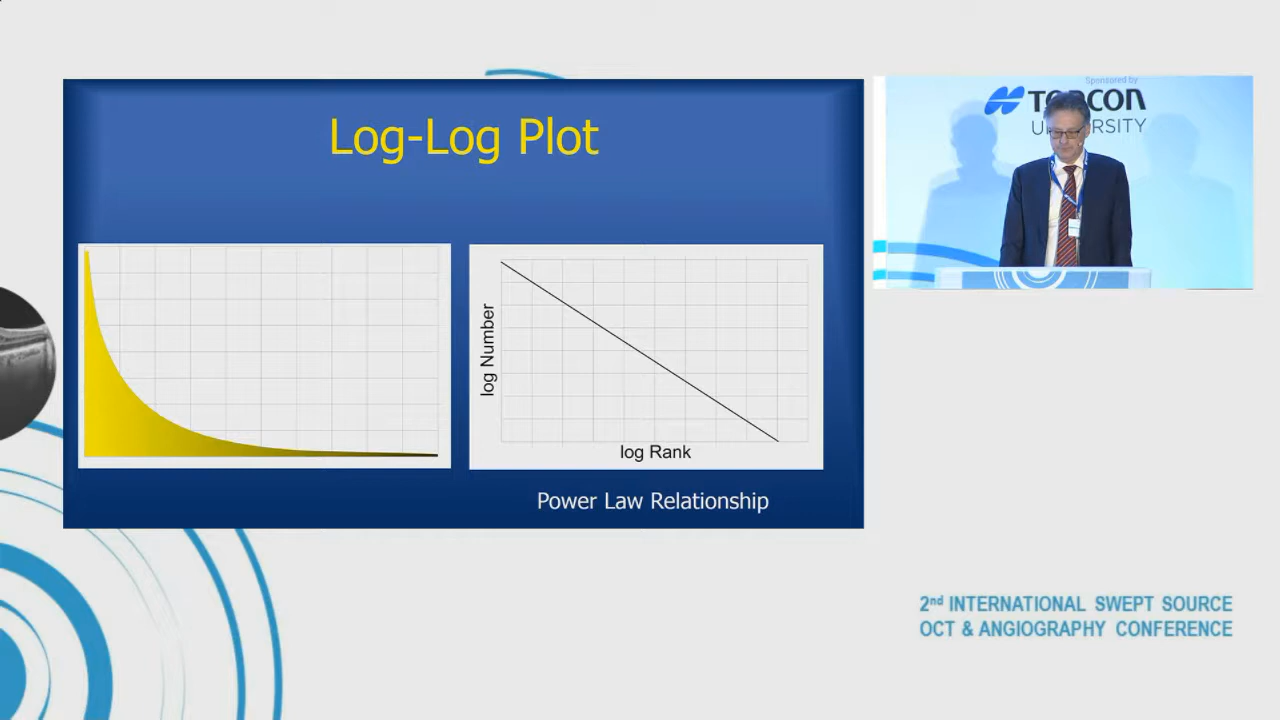 Log-Log Plot
log Number
log Rank
Power Law Relationship
Sponsored by
TOPCON
UNIVERSITY
2nd INTERNATIONAL SWEPT SOURCE
OCT & ANGIOGRAPHY CONFERENCE